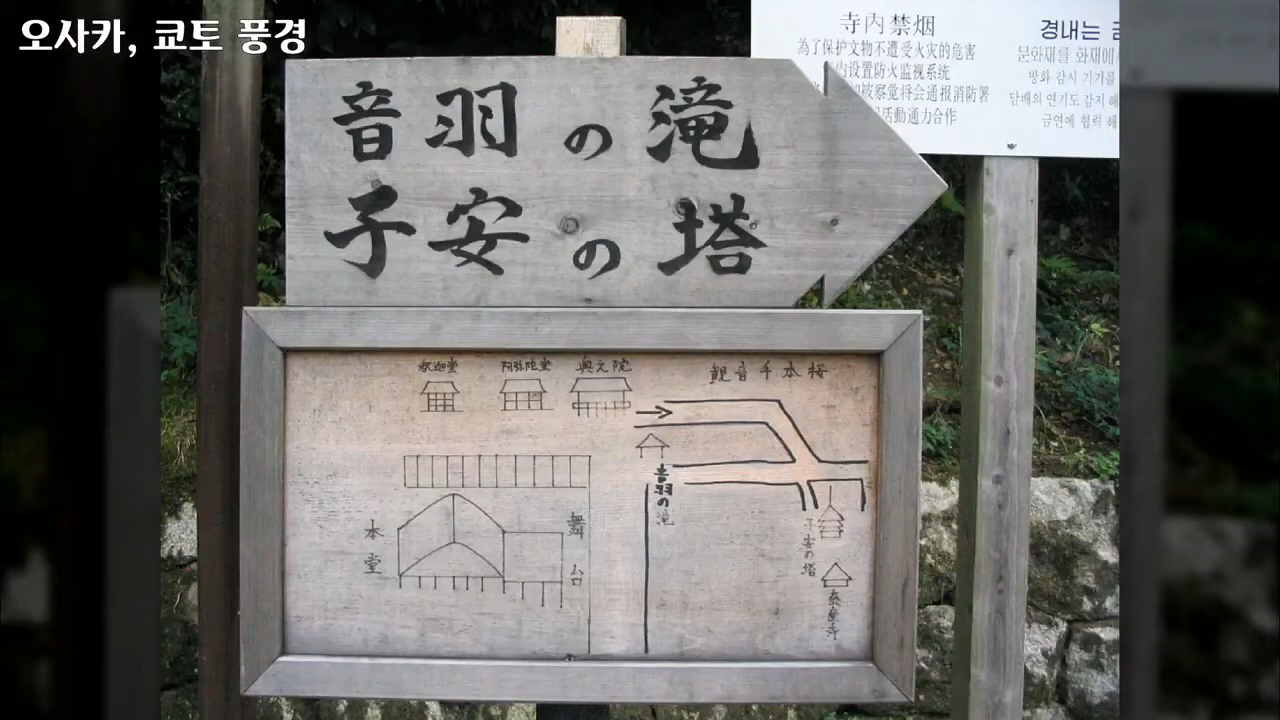 오사카, 쿄토 풍경
音羽の滝
子安の塔
寺内禁烟
为了保护文物不遭受火灾的危害
内设置防火监视系统
被察觉将会通报消防署
活動通力合作
경내는 금
문화재를 화재에
방화 감시 기기를
담배의 연기도 감지 해
금연에 협력 해
釈迦堂
阿弥陀堂
奥之院
観音千本桜
音羽の滝
本堂
舞台
子安の塔
泰産寺